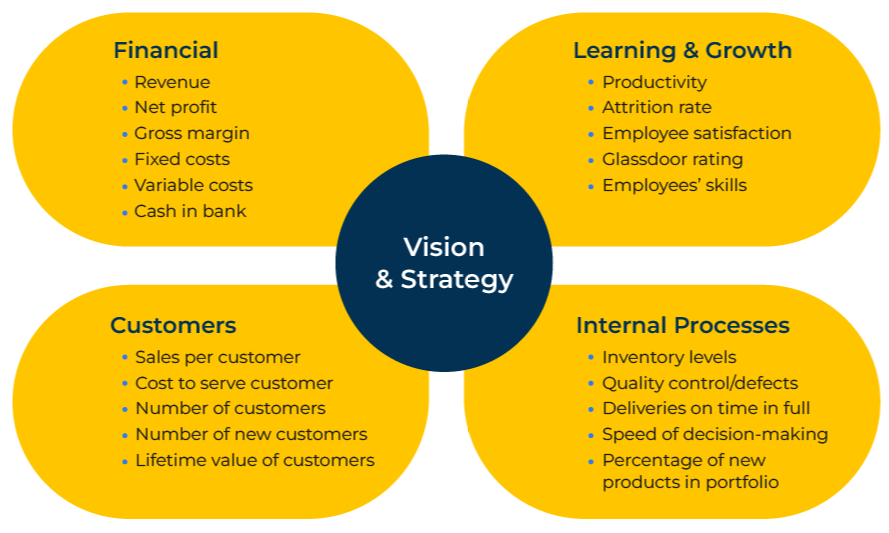 Financial
• Revenue
• Net profit
• Gross margin
• Fixed costs
• Variable costs
• Cash in bank
Learning & Growth
• Productivity
• Attrition rate
• Employee satisfaction
• Glassdoor rating
• Employees’ skills
Vision
& Strategy
Customers
• Sales per customer
• Cost to serve customer
• Number of customers
• Number of new customers
• Lifetime value of customers
Internal Processes
• Inventory levels
• Quality control/defects
• Deliveries on time in full
• Speed of decision-making
• Percentage of new
products in portfolio